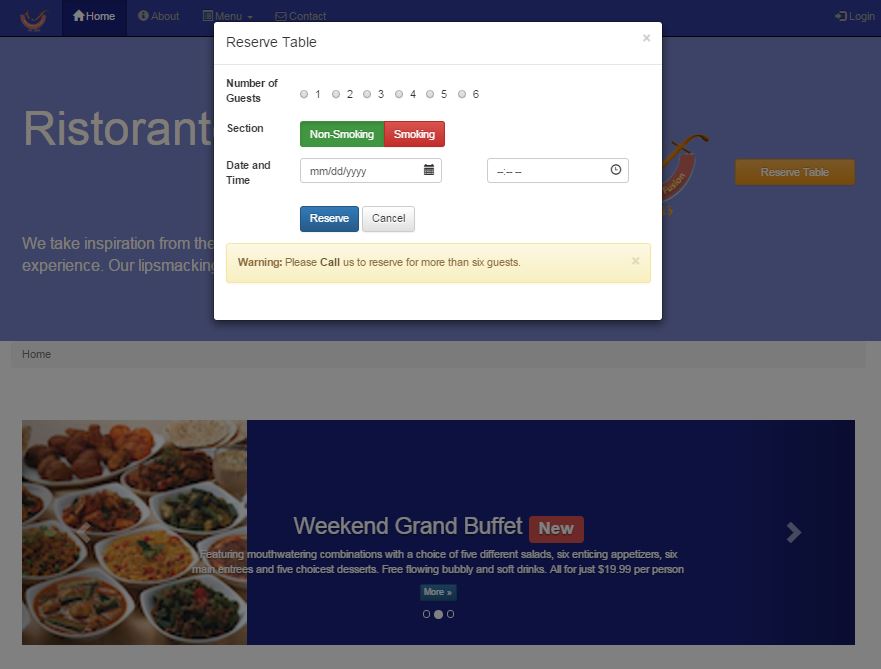 Home About Menu Contact Login
Reserve Table ×
Number of
Guests
1 2 3 4 5 6
Section
Non-Smoking Smoking
Date and
Time
mm/dd/yyyy --:-- --
Reserve Cancel
Warning: Please Call us to reserve for more than six guests. ×
Ristorant
Fusion
Reserve Table
We take inspiration from the
experience. Our lipsmacking
Home
Weekend Grand Buffet New
Featuring mouthwatering combinations with a choice of five different salads, six enticing appetizers, six
main entrees and five choicest desserts. Free flowing bubbly and soft drinks. All for just $19.99 per person
More »